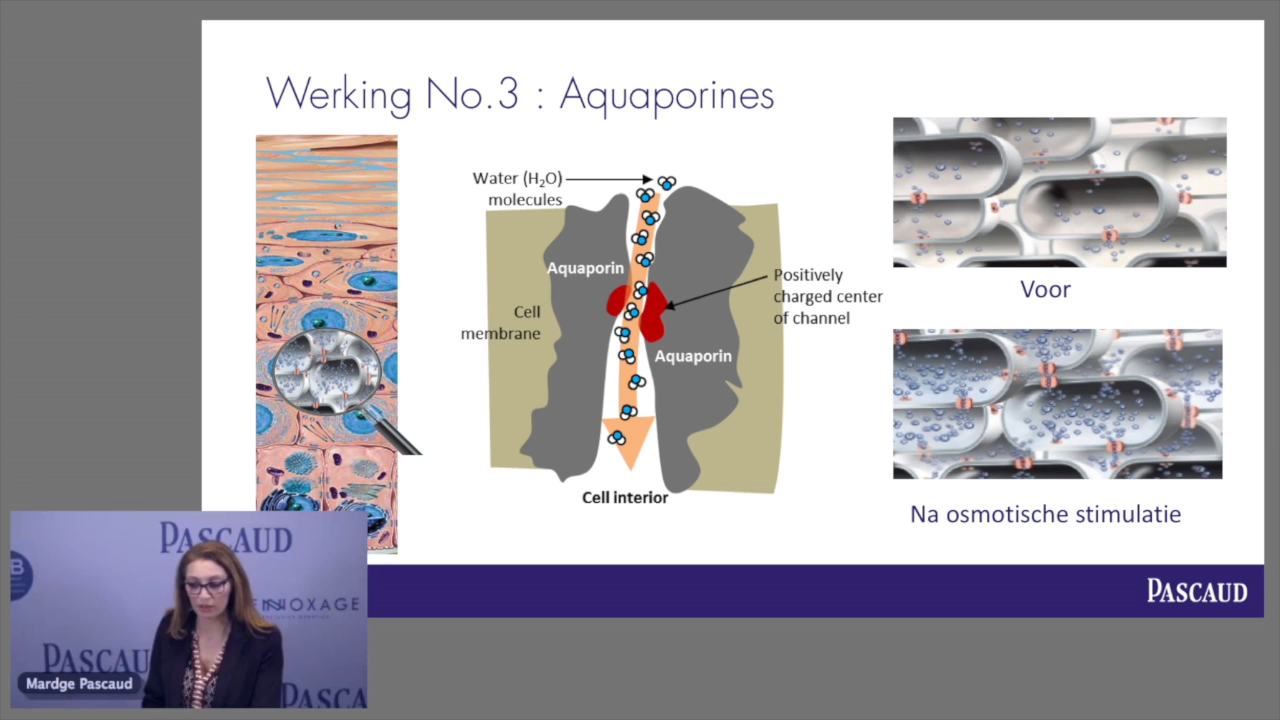 Werking No.3 : Aquaporines
Water (H₂O)
molecules
Aquaporin
Positively
charged center
of channel
Cell
membrane
Aquaporin
Cell interior
Voor
Na osmotische stimulatie
PASCAUD
PASCAUD
B
NNOXAGE
PASCAU
Mardge Pascaud
PASCA